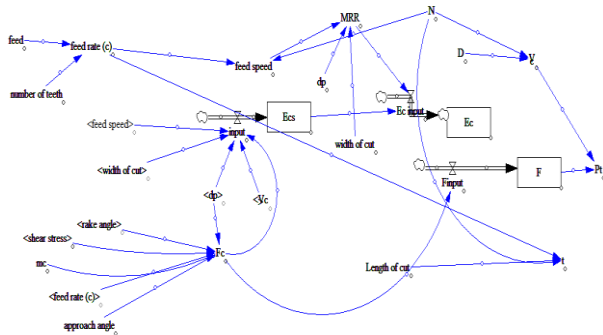 N
MRR
feed
feed rate (c)
D
Vc
feed speed
number of teeth
dp
Ecs
Ec input
Ec
<feed speed>
input
width of cut
<width of cut>
F
Pt
Finput
<dp>
<Vc>
<rake angle>
<shear stress>
Fc
mc
Length of cut
t
<feed rate (c)>
approach angle